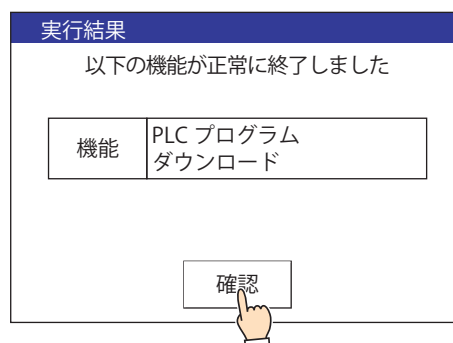 実行結果
以下の機能が正常に終了しました
機能
PLC プログラム
ダウンロード
確認